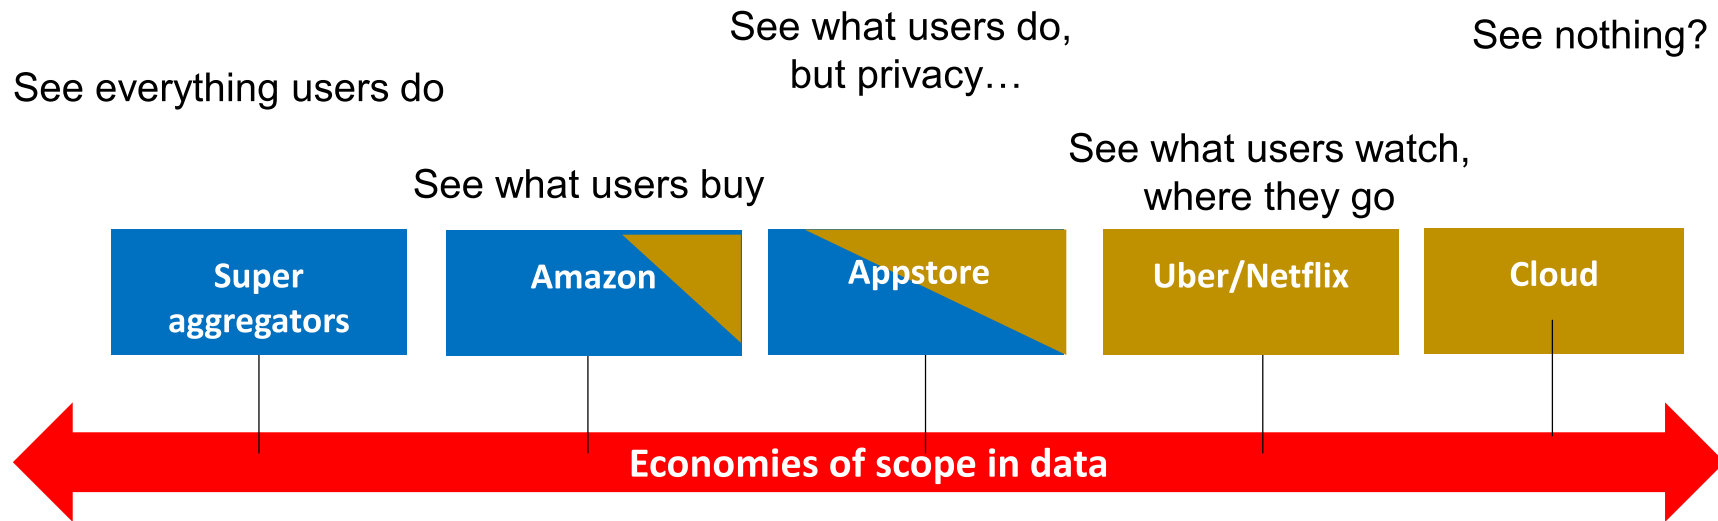 See everything users do
See what users buy
See what users do,
but privacy…
See what users watch,
where they go
See nothing?
Super
aggregators
Amazon
Appstore
Uber/Netflix
Cloud
Economies of scope in data